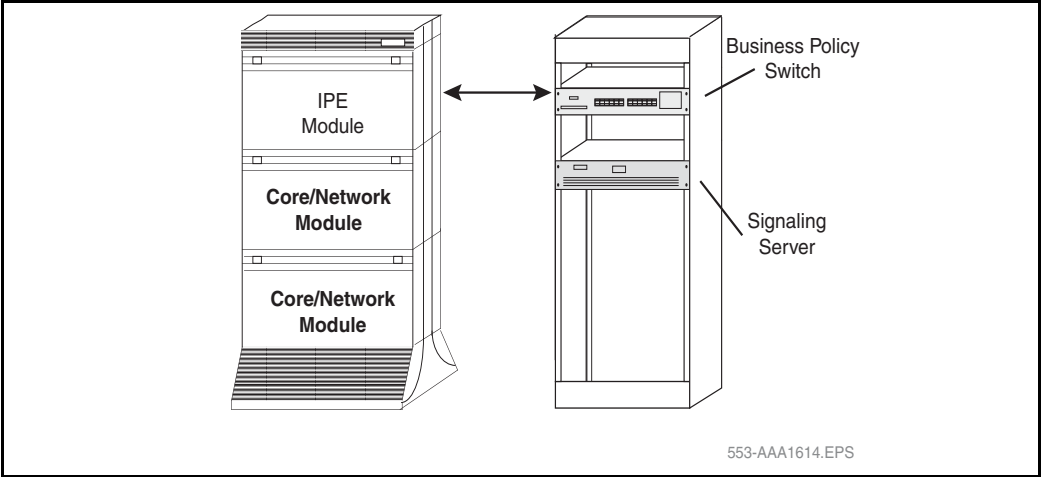 IPE
Module
Core/Network
Module
Core/Network
Module
Business Policy
Switch
Signaling
Server
553-AAA1614.EPS